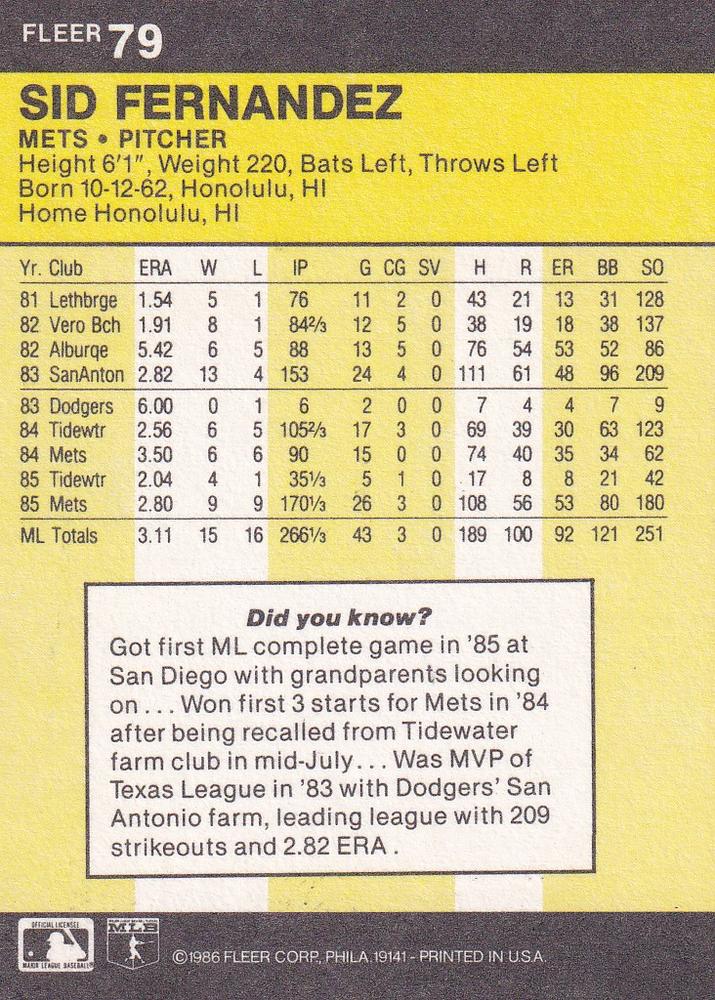 FLEER 79
SID FERNANDEZ
METS • PITCHER
Height 6'1", Weight 220, Bats Left, Throws Left
Born 10-12-62, Honolulu, HI
Home Honolulu, HI
Yr. Club ERA W L IP G CG SV H R ER BB SO
81 Lethbrge 1.54 5 1 76 11 2 0 43 21 13 31 128
82 Vero Bch 1.91 8 1 84⅔ 12 5 0 38 19 18 38 137
82 Alburqe 5.42 6 5 88 13 5 0 76 54 53 52 86
83 SanAnton 2.82 13 4 153 24 4 0 111 61 48 96 209
83 Dodgers 6.00 0 1 6 2 0 0 7 4 4 7 9
84 Tidewtr 2.56 6 5 105⅔ 17 3 0 69 39 30 63 123
84 Mets 3.50 6 6 90 15 0 0 74 40 35 34 62
85 Tidewtr 2.04 4 1 35⅓ 5 1 0 17 8 8 21 42
85 Mets 2.80 9 9 170⅓ 26 3 0 108 56 53 80 180
ML Totals 3.11 15 16 266⅓ 43 3 0 189 100 92 121 251
Did you know?
Got first ML complete game in '85 at
San Diego with grandparents looking
on . . . Won first 3 starts for Mets in '84
after being recalled from Tidewater
farm club in mid-July . . . Was MVP of
Texas League in '83 with Dodgers' San
Antonio farm, leading league with 209
strikeouts and 2.82 ERA .
OFFICIAL LICENSEE
MAJOR LEAGUE BASEBALL
MLB
©1986 FLEER CORP., PHILA. 19141 - PRINTED IN U.S.A.